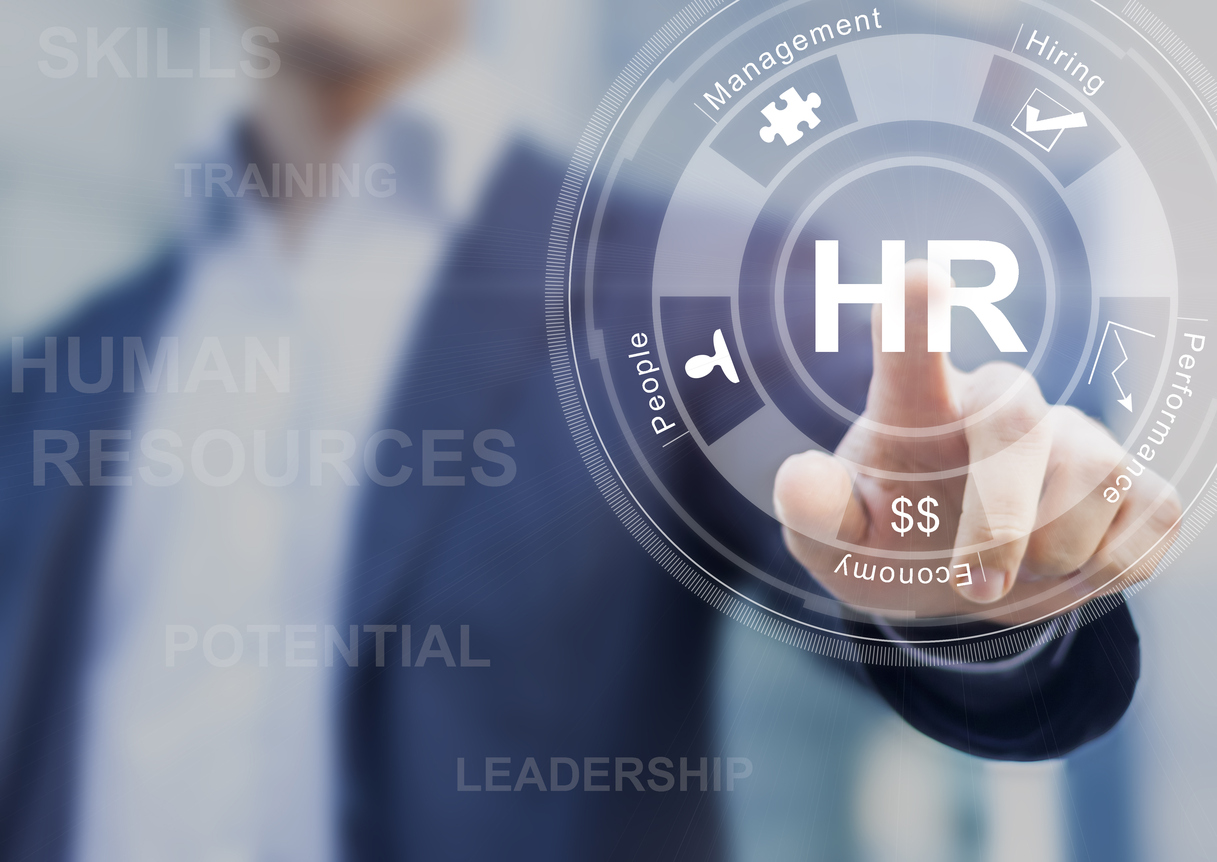 SKILLS
TRAINING
HUMAN
RESOURCES
POTENTIAL
LEADERSHIP
Management
Hiring
People
HR
Performance
$$
Economy